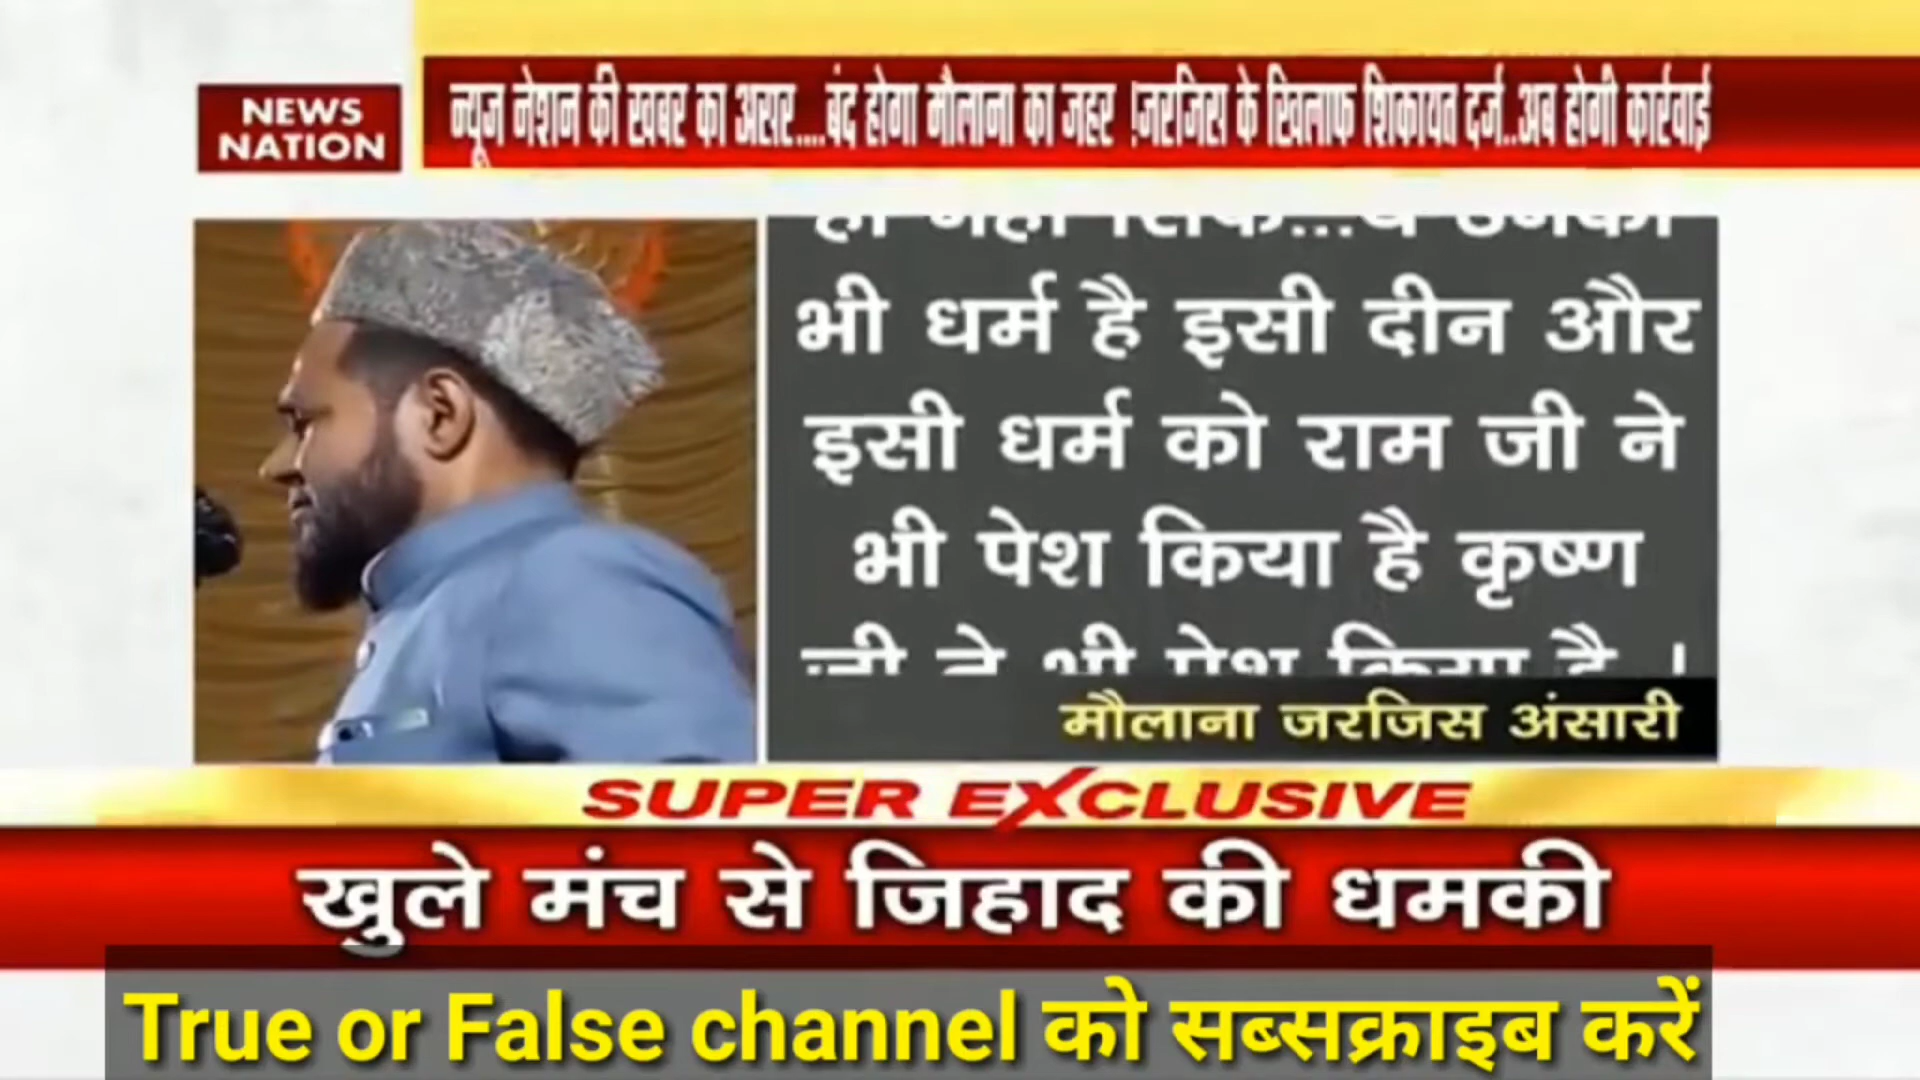 NEWS
NATION
न्यूज नेशन की खबर का असर....बंद होगा मौलाना का जहर !जरजिस के खिलाफ शिकायत दर्ज..अब होगी कार्रवाई
भी धर्म है इसी दीन और
इसी धर्म को राम जी ने
भी पेश किया है कृष्ण
जी ने भी पेश किया है ।
मौलाना जरजिस अंसारी
SUPER EXCLUSIVE
खुले मंच से जिहाद की धमकी
True or False channel को सब्सक्राइब करें